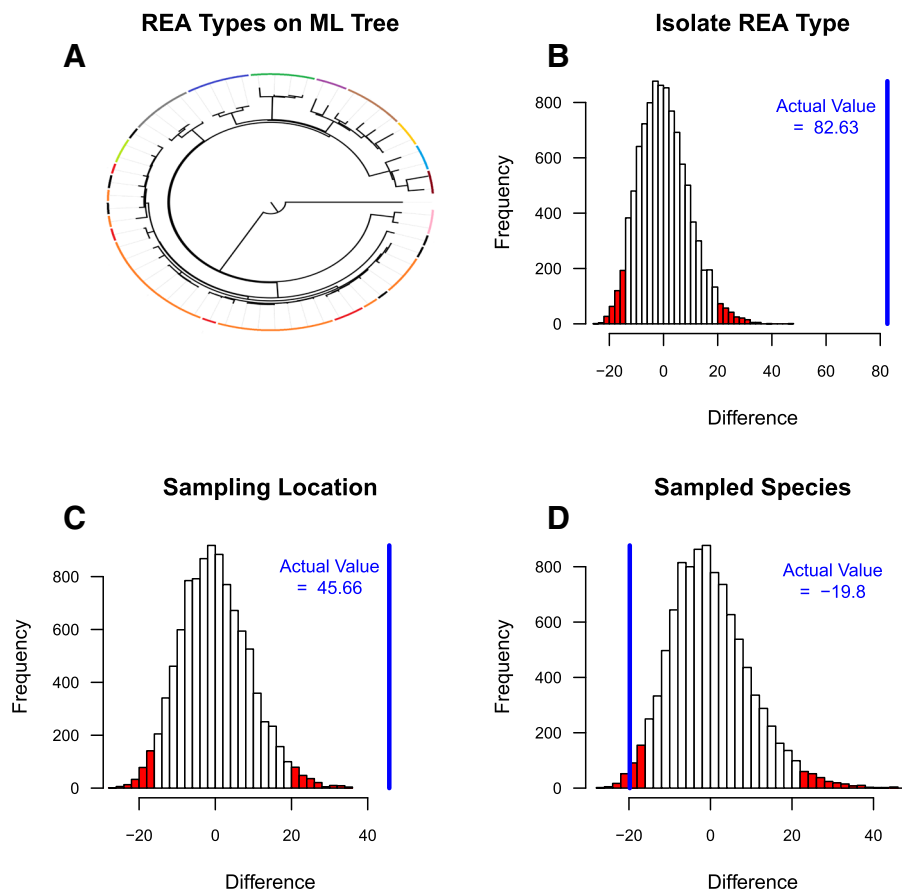 REA Types on ML Tree
A
Isolate REA Type
B
Actual Value
= 82.63
Frequency
800
600
400
200
0
−20 0 20 40 60 80
Difference
Sampling Location
C
Actual Value
= 45.66
Frequency
800
600
400
200
0
−20 0 20 40
Difference
Sampled Species
D
Actual Value
= −19.8
Frequency
800
600
400
200
0
−20 0 20 40
Difference